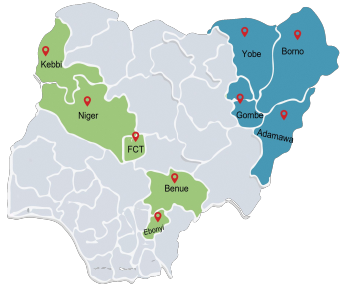 Yobe
Borno
Kebbi
Niger
Gombe
Adamawa
FCT
Benue
Ebonyi